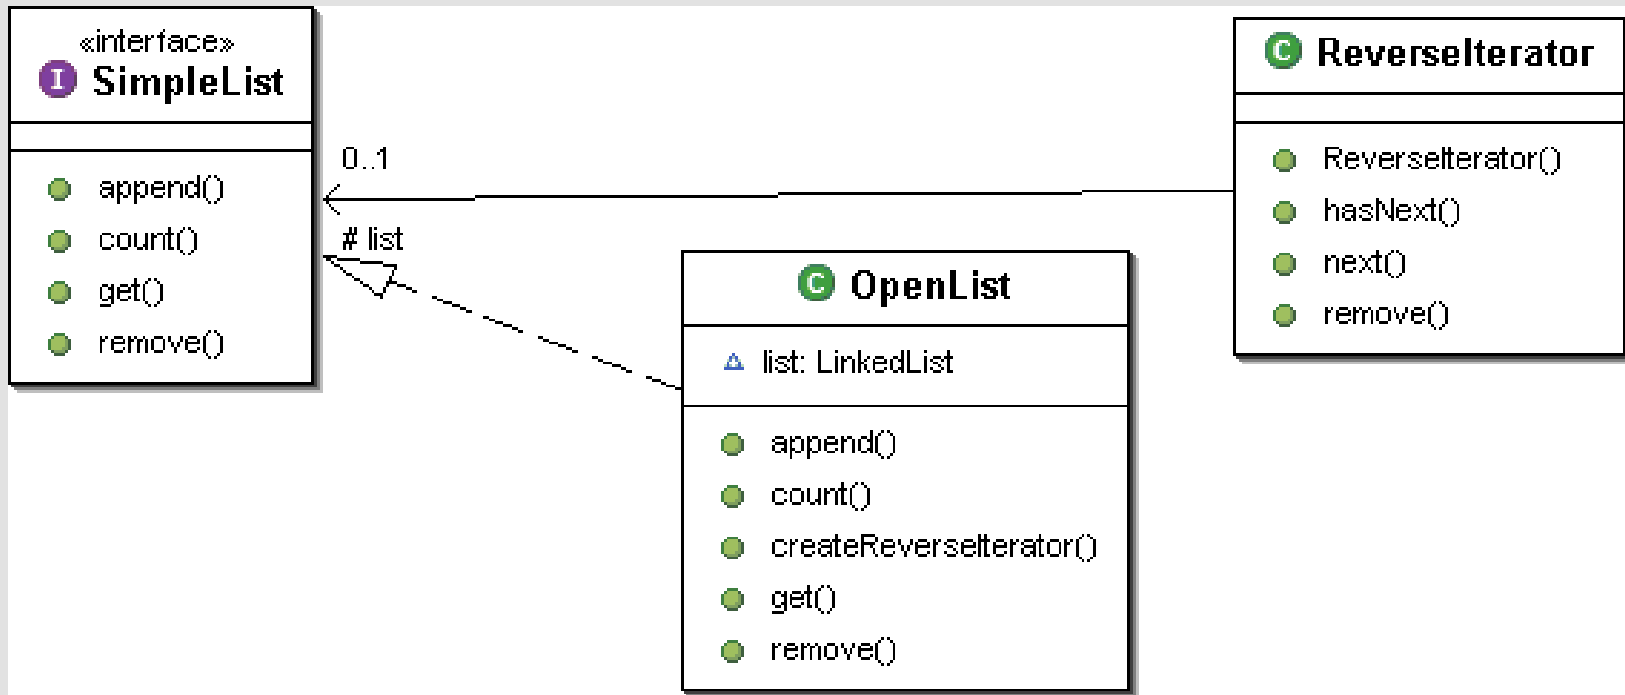 «interface»
I SimpleList
append()
count()
get()
remove()
0..1
# list
C OpenList
list: LinkedList
append()
count()
createReverseIterator()
get()
remove()
C ReverseIterator
ReverseIterator()
hasNext()
next()
remove()